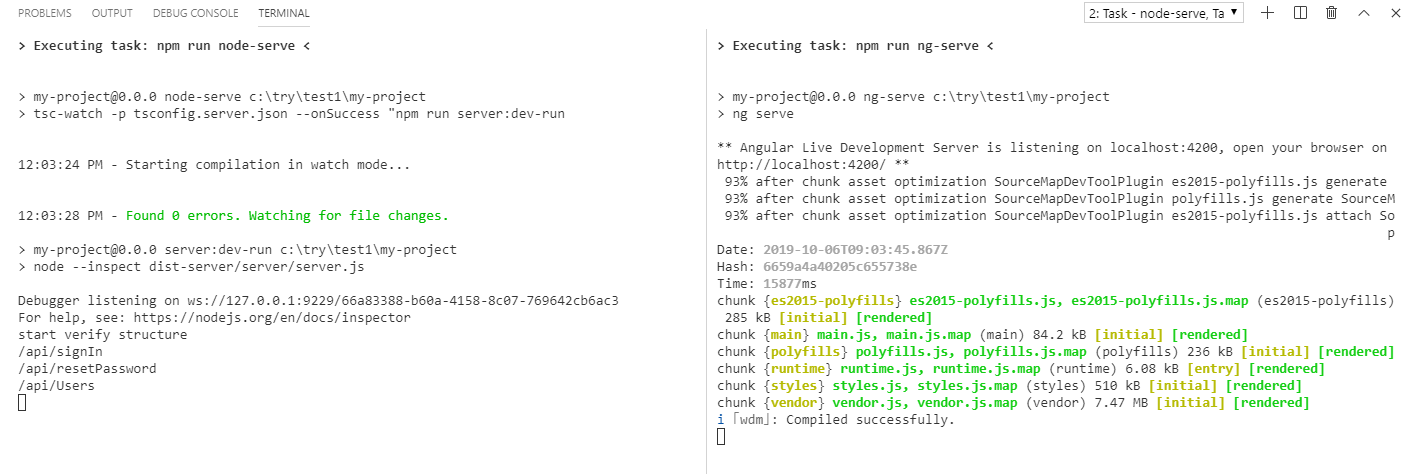 PROBLEMS OUTPUT DEBUG CONSOLE TERMINAL 2: Task - node-serve, Ta
> Executing task: npm run node-serve <
> my-project@0.0.0 node-serve c:\try\test1\my-project
> tsc-watch -p tsconfig.server.json --onSuccess "npm run server:dev-run
12:03:24 PM - Starting compilation in watch mode...
12:03:28 PM - Found 0 errors. Watching for file changes.
> my-project@0.0.0 server:dev-run c:\try\test1\my-project
> node --inspect dist-server/server/server.js
Debugger listening on ws://127.0.0.1:9229/66a83388-b60a-4158-8c07-769642cb6ac3
For help, see: https://nodejs.org/en/docs/inspector
start verify structure
/api/signIn
/api/resetPassword
/api/Users
> Executing task: npm run ng-serve <
> my-project@0.0.0 ng-serve c:\try\test1\my-project
> ng serve
** Angular Live Development Server is listening on localhost:4200, open your browser on
http://localhost:4200/ **
93% after chunk asset optimization SourceMapDevToolPlugin es2015-polyfills.js generate
93% after chunk asset optimization SourceMapDevToolPlugin polyfills.js generate SourceM
93% after chunk asset optimization SourceMapDevToolPlugin es2015-polyfills.js attach So
p
Date: 2019-10-06T09:03:45.867Z
Hash: 6659a4a40205c655738e
Time: 15877ms
chunk {es2015-polyfills} es2015-polyfills.js, es2015-polyfills.js.map (es2015-polyfills)
285 kB [initial] [rendered]
chunk {main} main.js, main.js.map (main) 84.2 kB [initial] [rendered]
chunk {polyfills} polyfills.js, polyfills.js.map (polyfills) 236 kB [initial] [rendered]
chunk {runtime} runtime.js, runtime.js.map (runtime) 6.08 kB [entry] [rendered]
chunk {styles} styles.js, styles.js.map (styles) 510 kB [initial] [rendered]
chunk {vendor} vendor.js, vendor.js.map (vendor) 7.47 MB [initial] [rendered]
i ｢wdm｣: Compiled successfully.